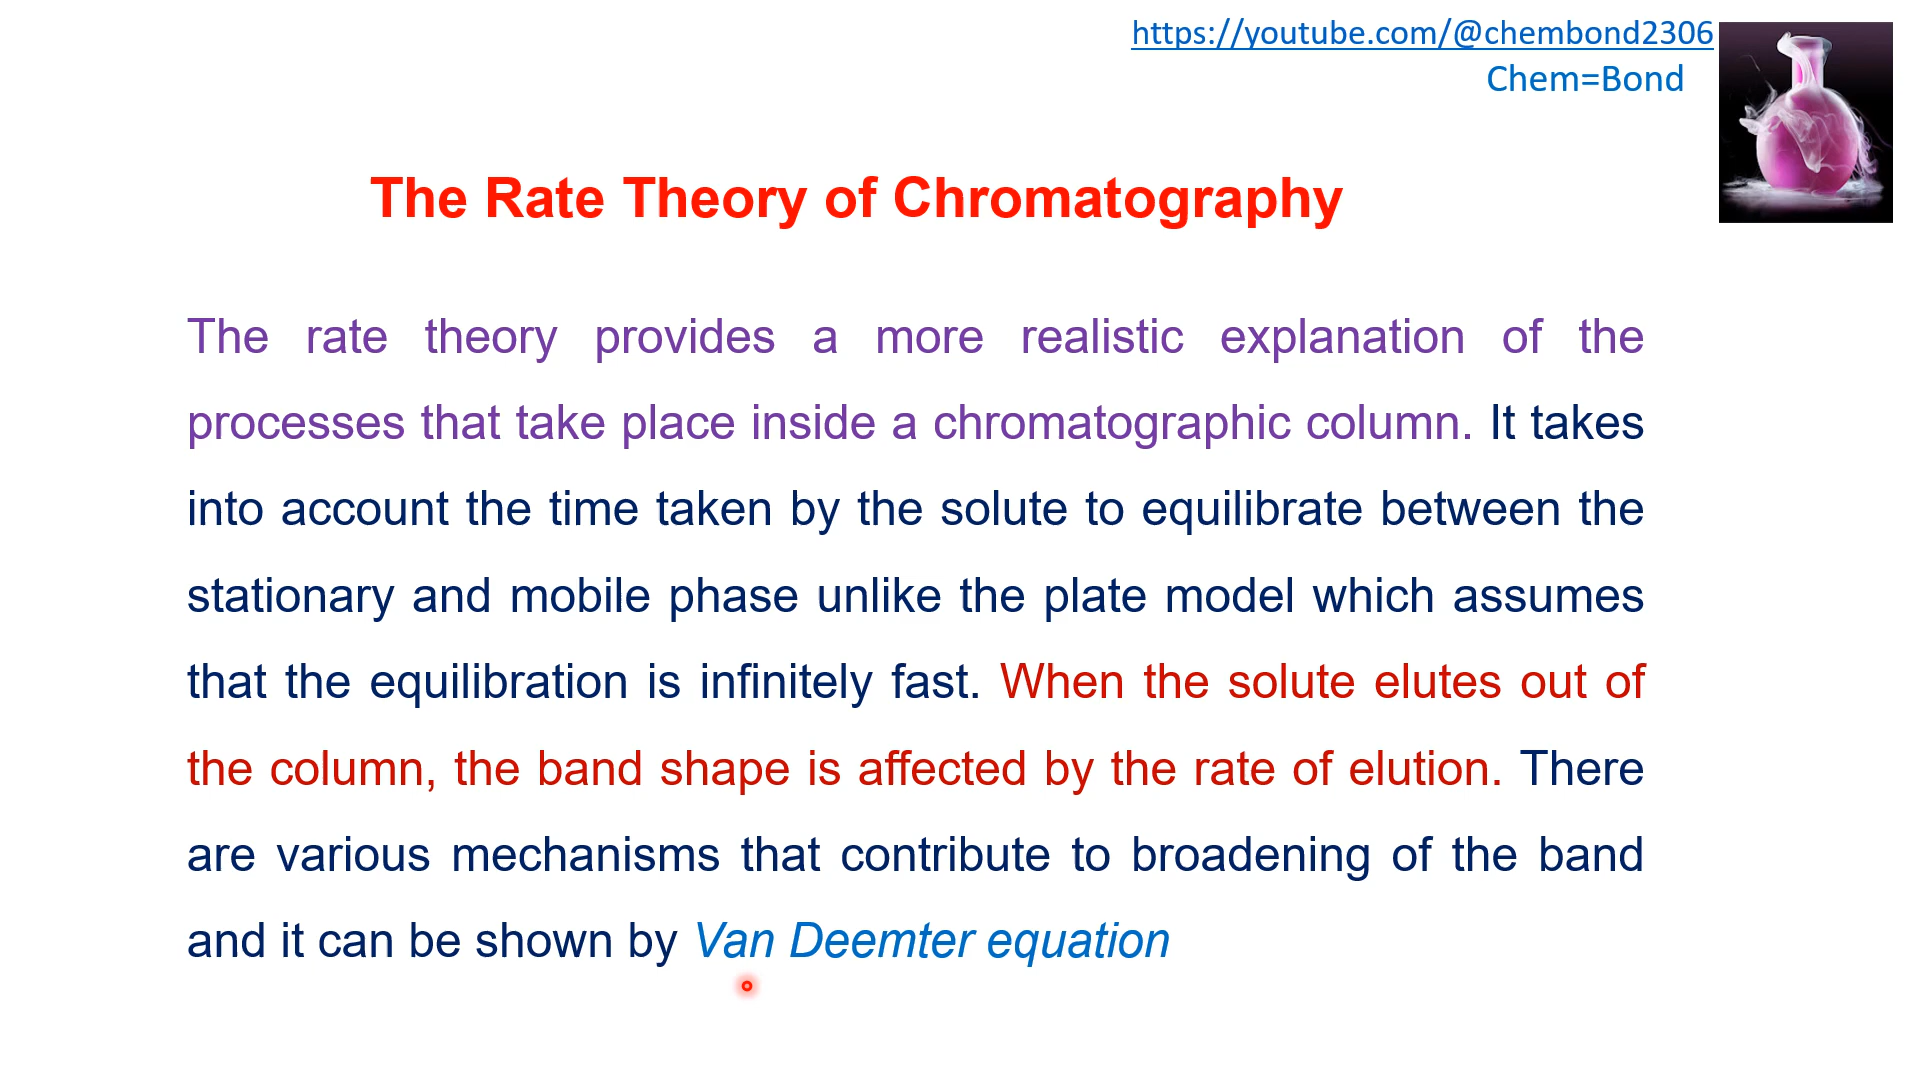 https://youtube.com/@chembond2306
Chem=Bond
The Rate Theory of Chromatography
The rate theory provides a more realistic explanation of the
processes that take place inside a chromatographic column. It takes
into account the time taken by the solute to equilibrate between the
stationary and mobile phase unlike the plate model which assumes
that the equilibration is infinitely fast. When the solute elutes out of
the column, the band shape is affected by the rate of elution. There
are various mechanisms that contribute to broadening of the band
and it can be shown by Van Deemter equation